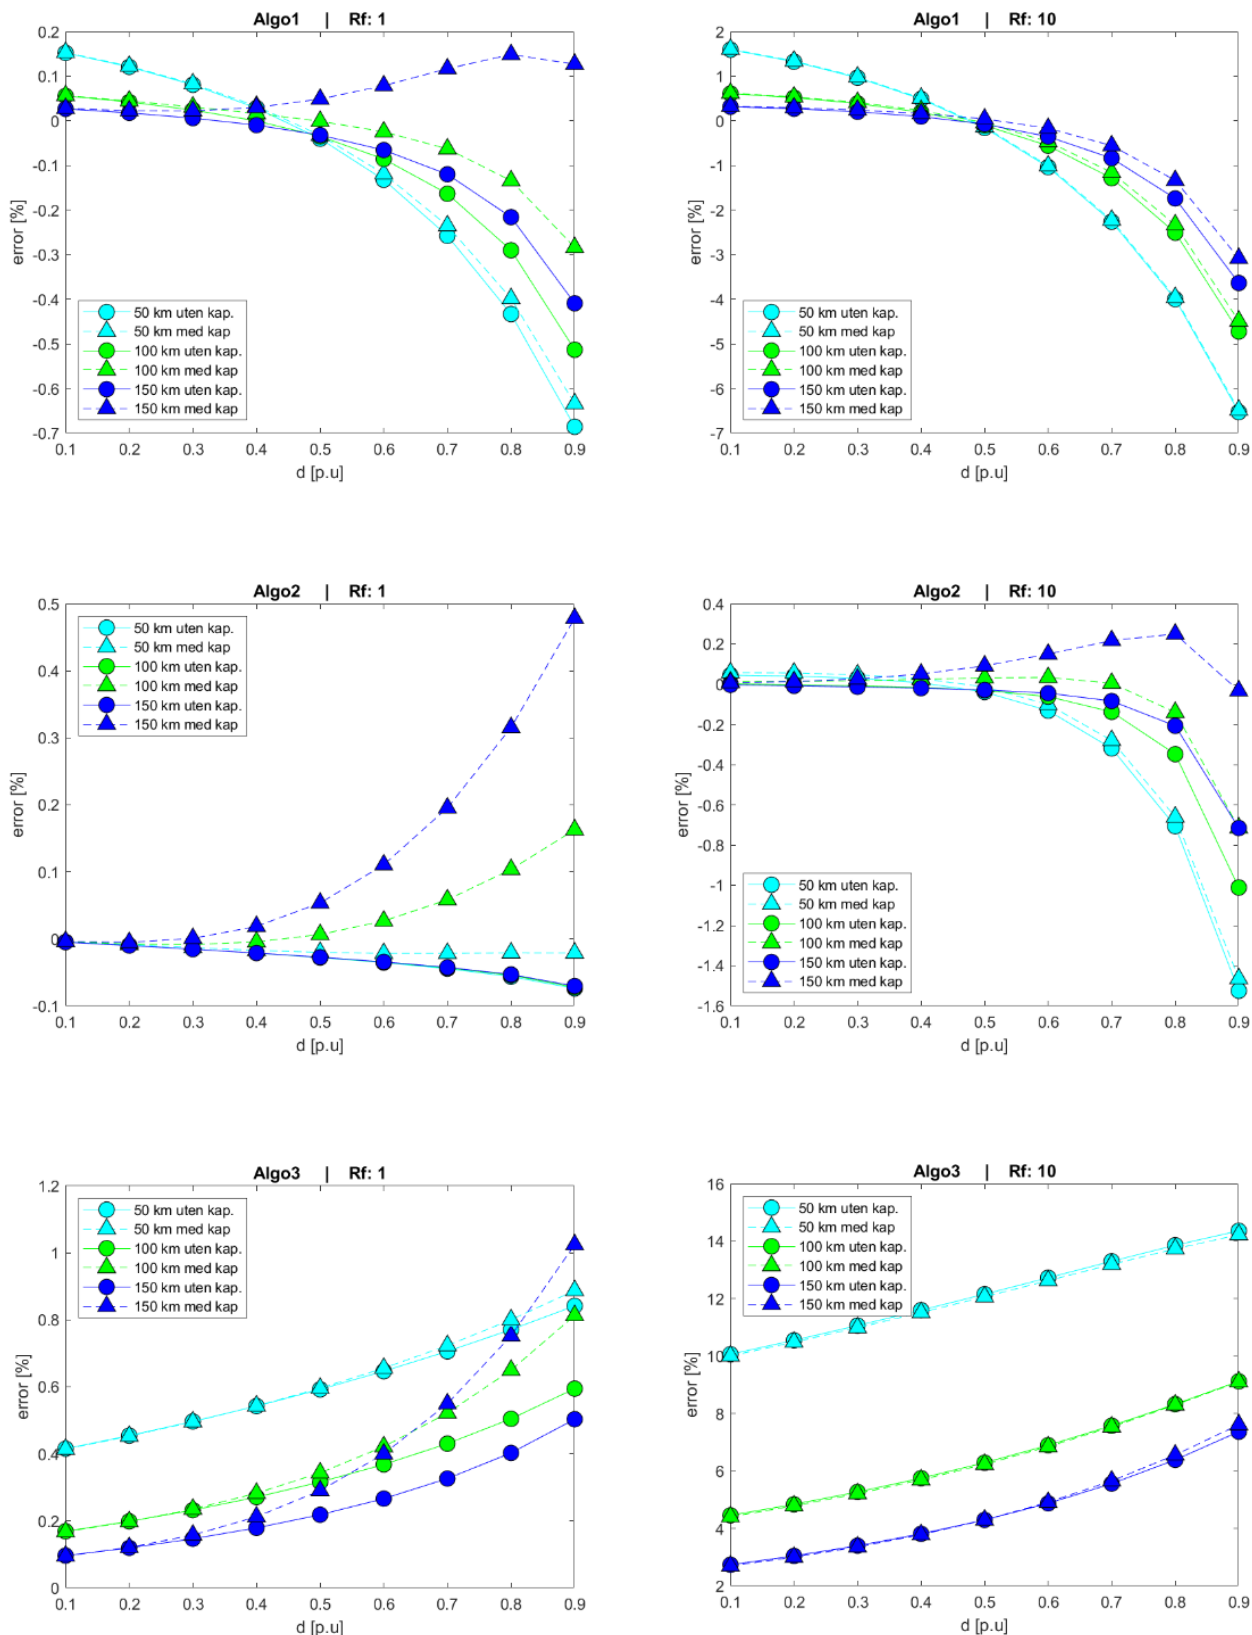 Algo1 | Rf: 1
error [%]
0.2
0.1
0
-0.1
-0.2
-0.3
-0.4
-0.5
-0.6
-0.7
50 km uten kap.
50 km med kap
100 km uten kap.
100 km med kap
150 km uten kap.
150 km med kap
0.1 0.2 0.3 0.4 0.5 0.6 0.7 0.8 0.9
d [p.u]
Algo1 | Rf: 10
error [%]
2
1
0
-1
-2
-3
-4
-5
-6
-7
50 km uten kap.
50 km med kap
100 km uten kap.
100 km med kap
150 km uten kap.
150 km med kap
0.1 0.2 0.3 0.4 0.5 0.6 0.7 0.8 0.9
d [p.u]
Algo2 | Rf: 1
error [%]
0.5
0.4
0.3
0.2
0.1
0
-0.1
50 km uten kap.
50 km med kap
100 km uten kap.
100 km med kap
150 km uten kap.
150 km med kap
0.1 0.2 0.3 0.4 0.5 0.6 0.7 0.8 0.9
d [p.u]
Algo2 | Rf: 10
error [%]
0.4
0.2
0
-0.2
-0.4
-0.6
-0.8
-1
-1.2
-1.4
-1.6
50 km uten kap.
50 km med kap
100 km uten kap.
100 km med kap
150 km uten kap.
150 km med kap
0.1 0.2 0.3 0.4 0.5 0.6 0.7 0.8 0.9
d [p.u]
Algo3 | Rf: 1
error [%]
1.2
1
0.8
0.6
0.4
0.2
0
50 km uten kap.
50 km med kap
100 km uten kap.
100 km med kap
150 km uten kap.
150 km med kap
0.1 0.2 0.3 0.4 0.5 0.6 0.7 0.8 0.9
d [p.u]
Algo3 | Rf: 10
error [%]
16
14
12
10
8
6
4
2
50 km uten kap.
50 km med kap
100 km uten kap.
100 km med kap
150 km uten kap.
150 km med kap
0.1 0.2 0.3 0.4 0.5 0.6 0.7 0.8 0.9
d [p.u]